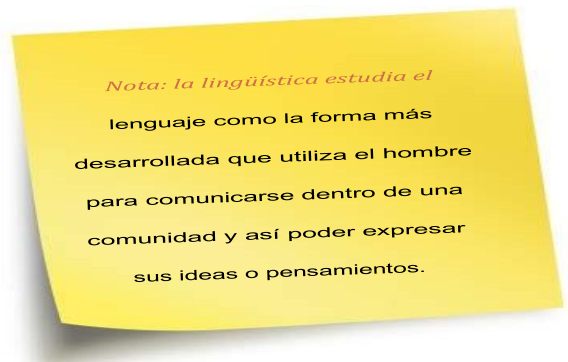 Nota: la lingüística estudia el
lenguaje como la forma más
desarrollada que utiliza el hombre
para comunicarse dentro de una
comunidad y así poder expresar
sus ideas o pensamientos.